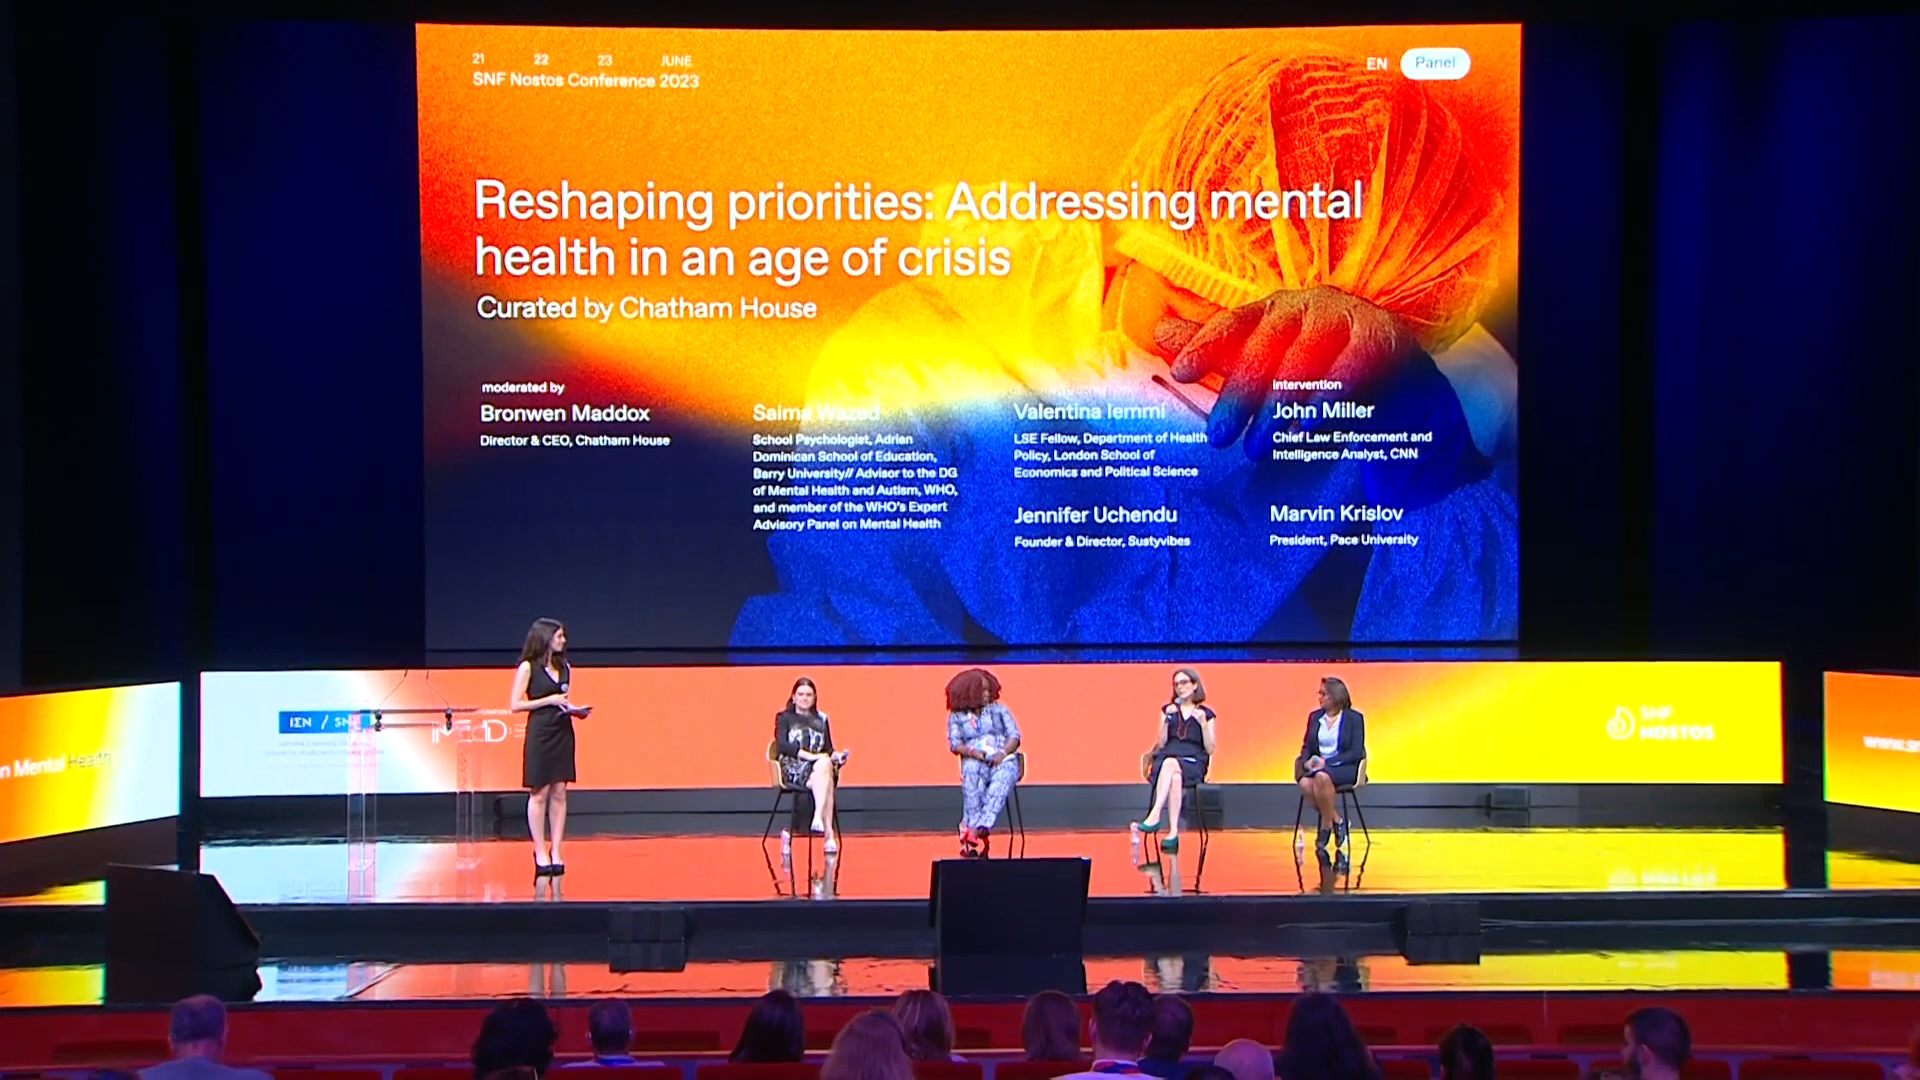 21 22 23 JUNE
SNF Nostos Conference 2023
EN
Panel
Reshaping priorities: Addressing mental
health in an age of crisis
Curated by Chatham House
moderated by
Bronwen Maddox
Director & CEO, Chatham House
Saima Wazed
School Psychologist, Adrian
Dominican School of Education,
Barry University// Advisor to the DG
of Mental Health and Autism, WHO,
and member of the WHO's Expert
Advisory Panel on Mental Health
Valentina Iemmi
LSE Fellow, Department of Health
Policy, London School of
Economics and Political Science
Jennifer Uchendu
Founder & Director, Sustyvibes
intervention
John Miller
Chief Law Enforcement and
Intelligence Analyst, CNN
Marvin Krislov
President, Pace University
n Mental Health
ΙΣΝ / SNF
SNF
NOSTOS
www.s